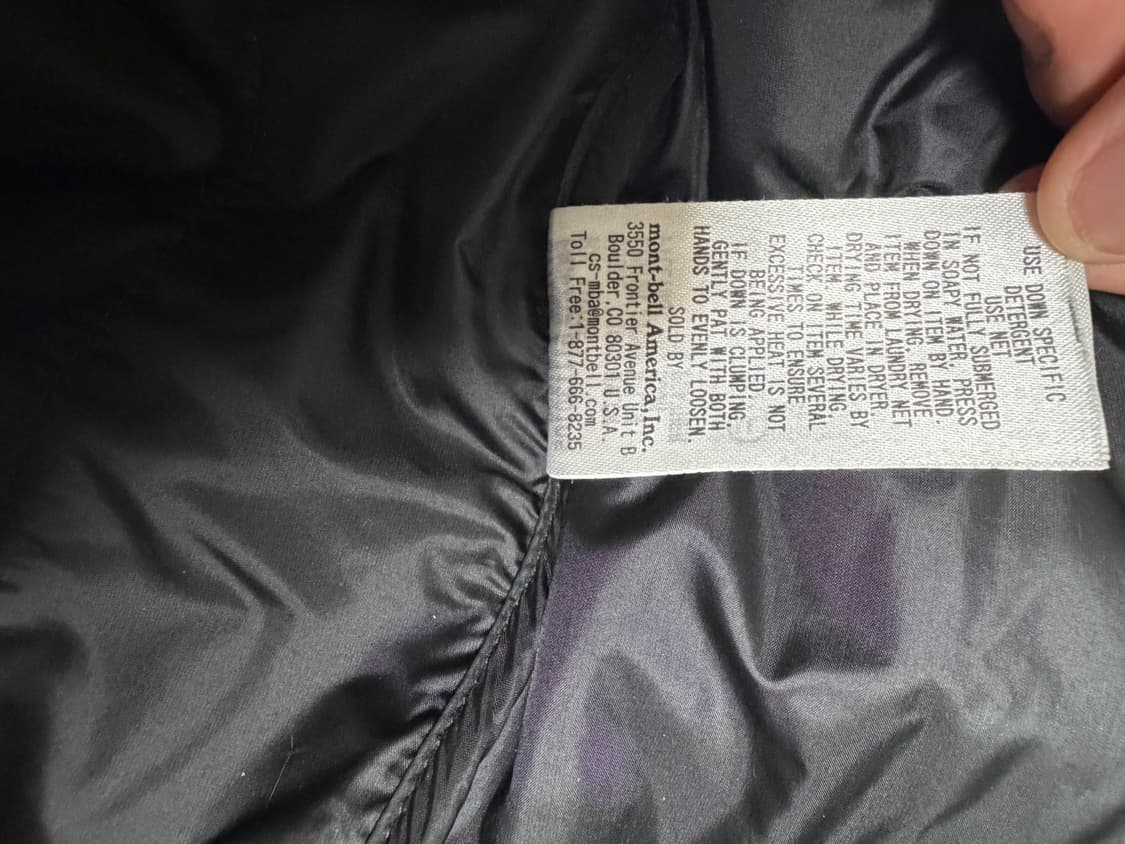 USE DOWN SPECIFIC
DETERGENT
USE NET
IF NOT FULLY SUBMERGED
IN SOAPY WATER, PRESS
DOWN ON ITEM BY HAND.
WHEN DRYING, REMOVE
ITEM FROM LAUNDRY NET
AND PLACE IN DRYER.
DRYING TIME VARIES BY
ITEM. WHILE DRYING,
CHECK ON ITEM SEVERAL
TIMES TO ENSURE
EXCESSIVE HEAT IS NOT
BEING APPLIED.
IF DOWN IS CLUMPING,
GENTLY PAT WITH BOTH
HANDS TO EVENLY LOOSEN.
SOLD BY
mont-bell America,Inc.
3550 Frontier Avenue Unit B
Boulder,CO 80301 U.S.A.
cs-mba@montbell.com
Toll Free:1-877-666-8235